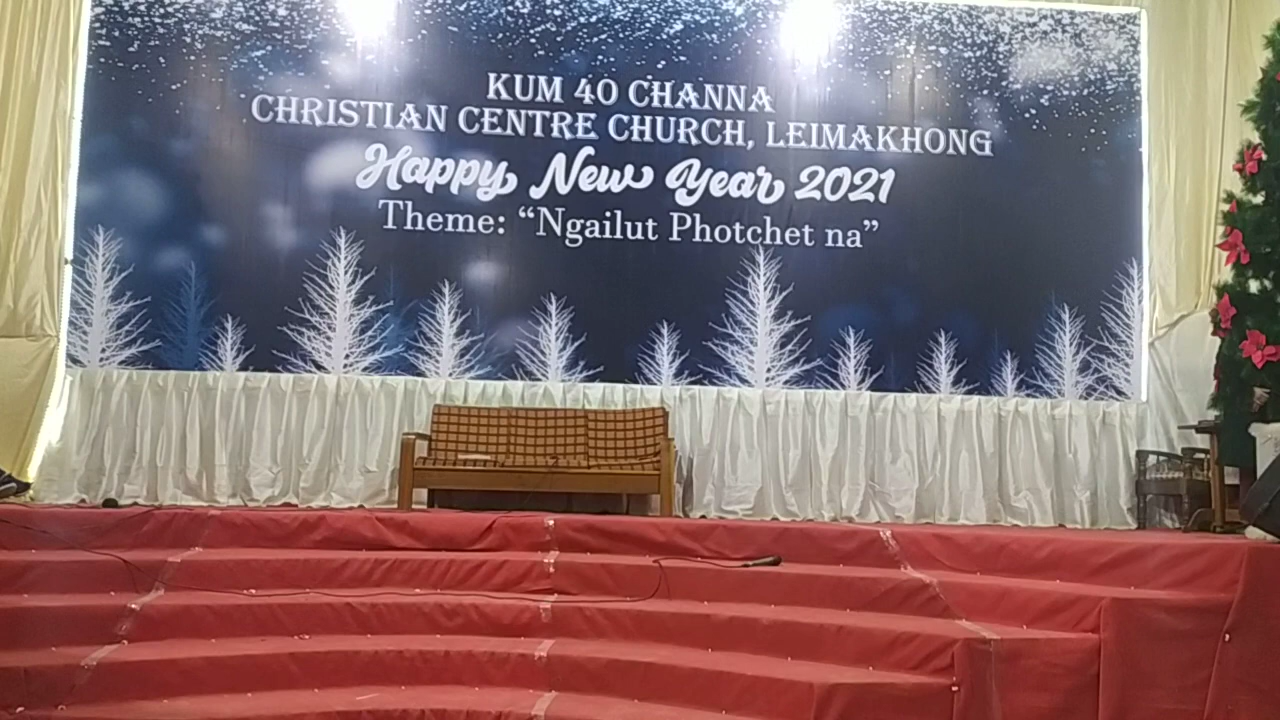 KUM 40 CHANNA
CHRISTIAN CENTRE CHURCH, LEIMAKHONG
Happy New Year 2021
Theme: “Ngailut Photchet na”